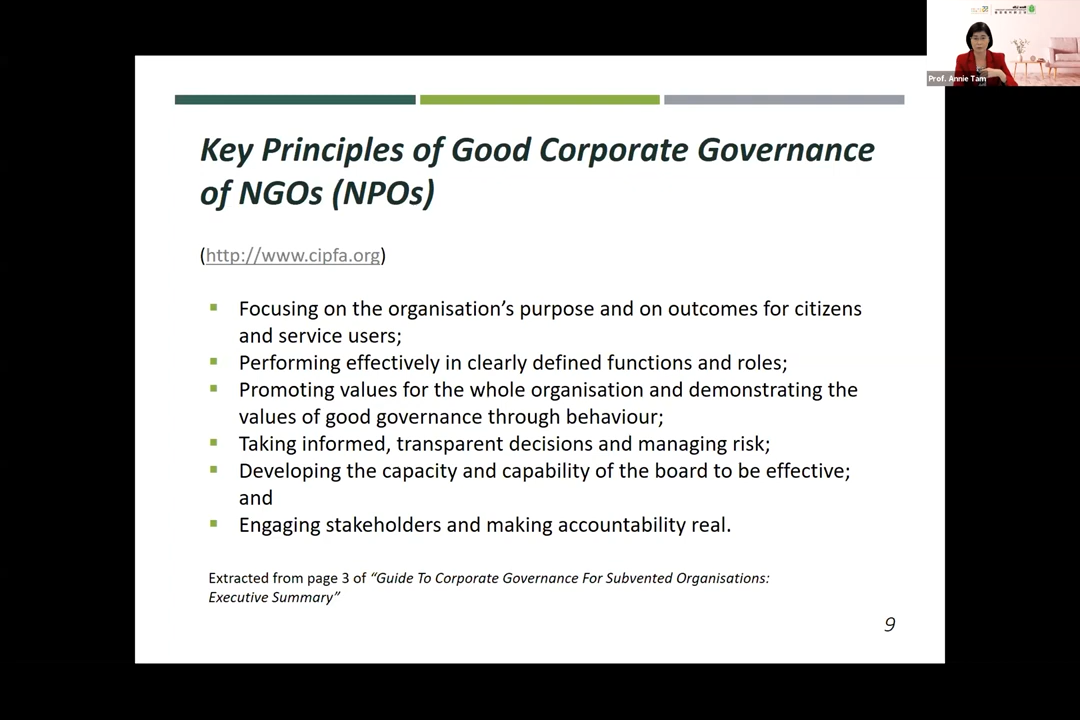 Prof. Annie Tam
Key Principles of Good Corporate Governance
of NGOs (NPOs)
(http://www.cipfa.org)
▪ Focusing on the organisation’s purpose and on outcomes for citizens
and service users;
▪ Performing effectively in clearly defined functions and roles;
▪ Promoting values for the whole organisation and demonstrating the
values of good governance through behaviour;
▪ Taking informed, transparent decisions and managing risk;
▪ Developing the capacity and capability of the board to be effective;
and
▪ Engaging stakeholders and making accountability real.
Extracted from page 3 of “Guide To Corporate Governance For Subvented Organisations:
Executive Summary”
9